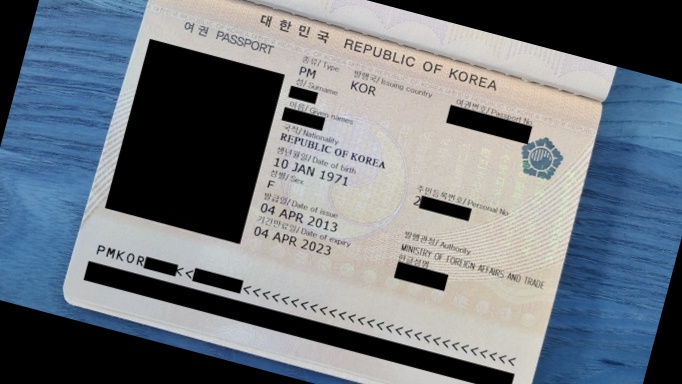 대한민국 REPUBLIC OF KOREA
여권 PASSPORT
종류/Type 발행국/Issuing country 여권번호/Passport No
PM KOR
성/Surname
이름/Given names
국적/Nationality
REPUBLIC OF KOREA
생년월일/Date of birth
10 JAN 1971
성별/Sex 주민등록번호/Personal No
F 2
발급일/Date of issue
04 APR 2013
발행관청/Authority
기간만료일/Date of expiry
MINISTRY OF FOREIGN AFFAIRS AND TRADE
04 APR 2023
한글성명
PMKOR <<<<<<<<<<<<<<<<<<<<<<<<<<<<